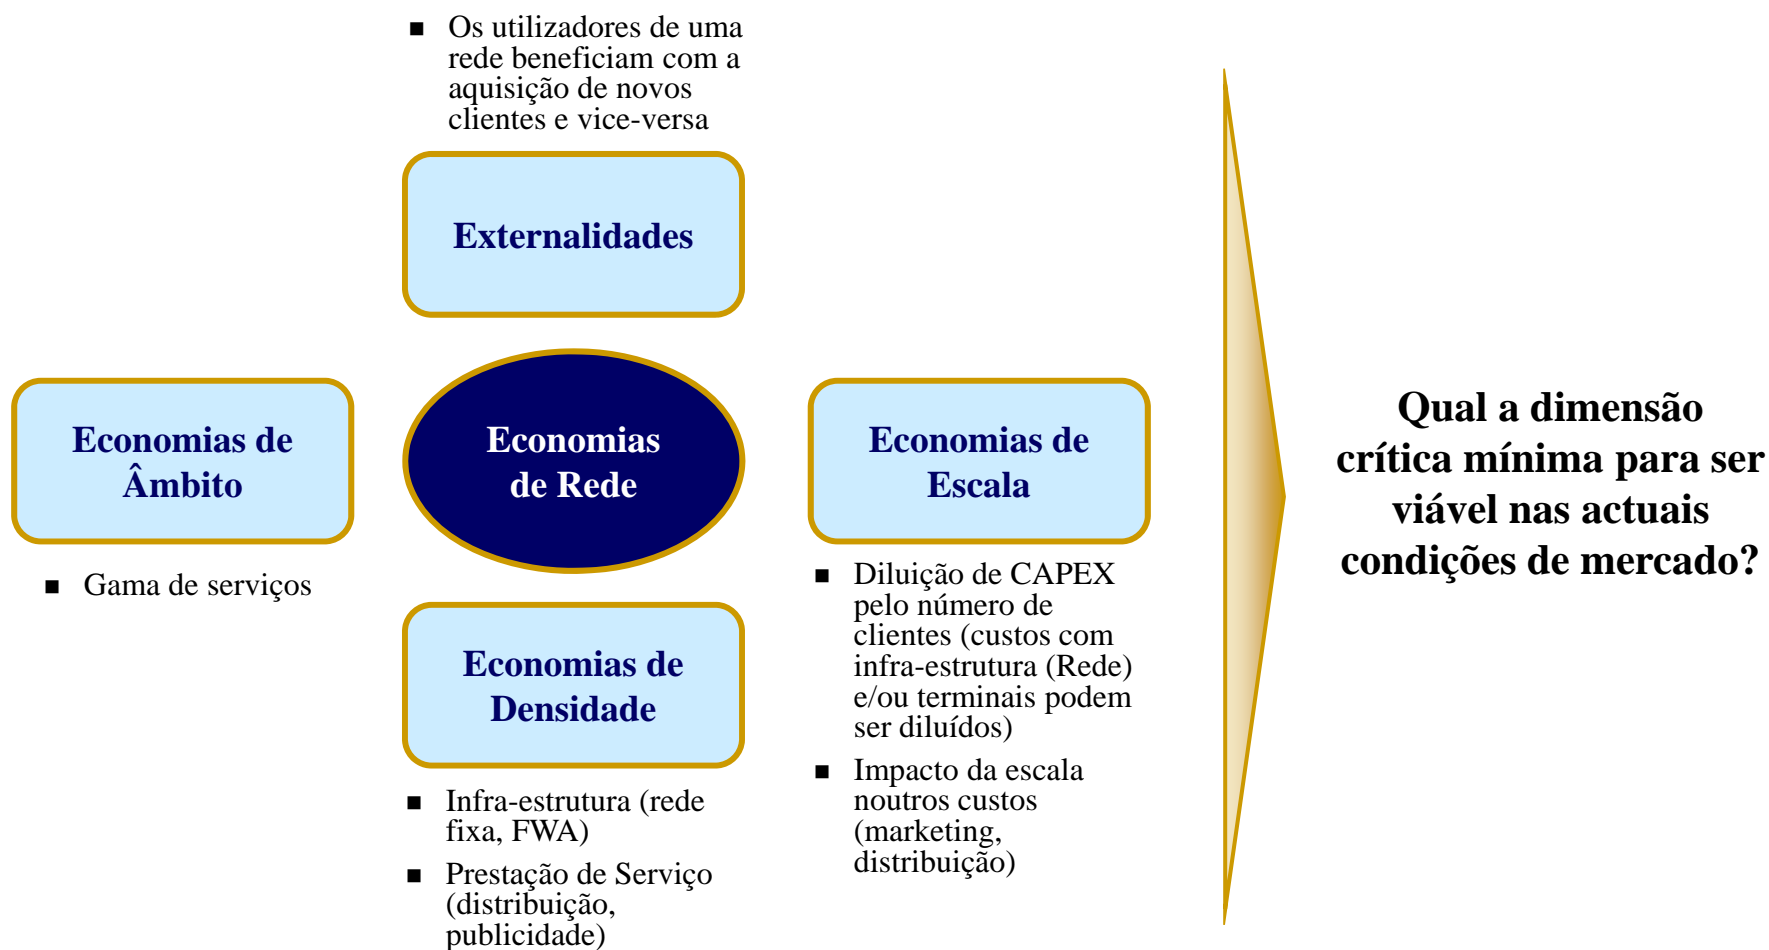 ■ Os utilizadores de uma
rede beneficiam com a
aquisição de novos
clientes e vice-versa
Externalidades
Economias de
Âmbito
■ Gama de serviços
Economias
de Rede
Economias de
Densidade
■ Infra-estrutura (rede
fixa, FWA)
■ Prestação de Serviço
(distribuição,
publicidade)
Economias de
Escala
■ Diluição de CAPEX
pelo número de
clientes (custos com
infra-estrutura (Rede)
e/ou terminais podem
ser diluídos)
■ Impacto da escala
noutros custos
(marketing,
distribuição)
Qual a dimensão
crítica mínima para ser
viável nas actuais
condições de mercado?